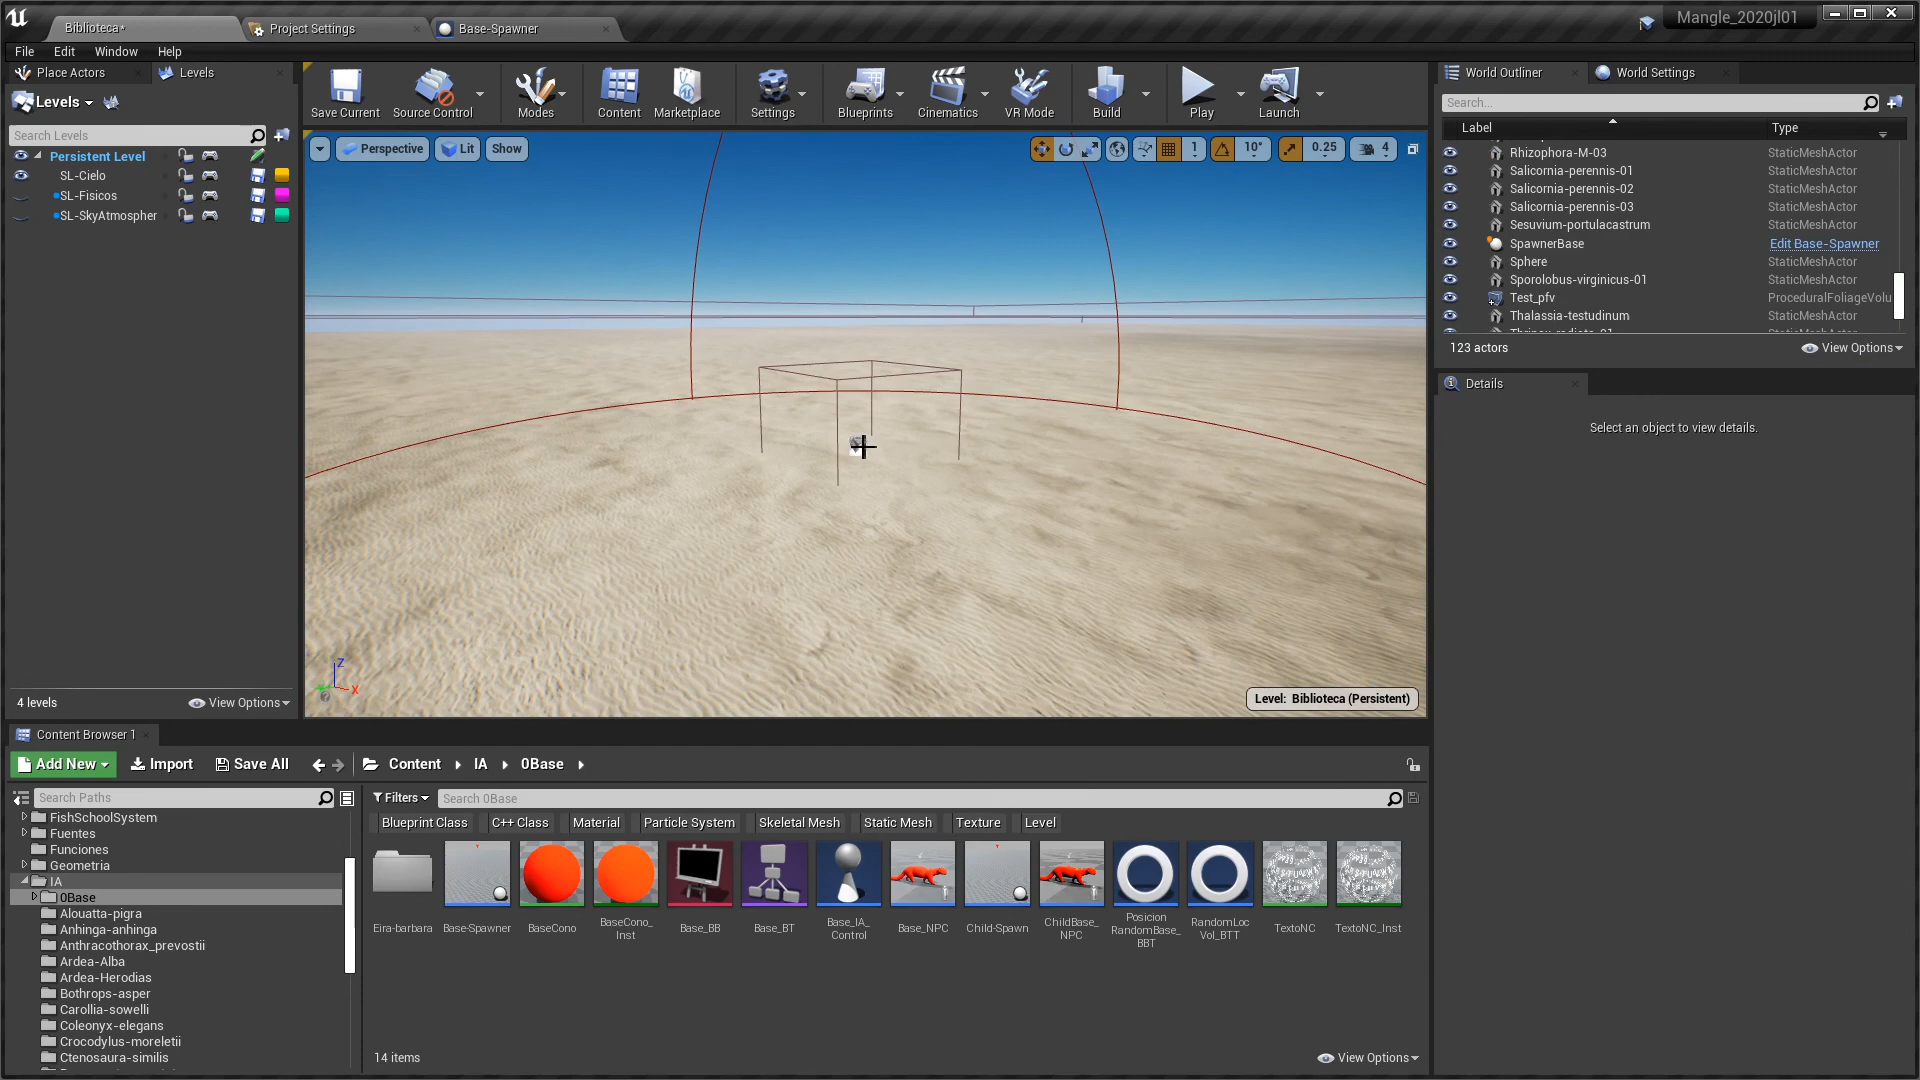 Biblioteca*
Project Settings
Base-Spawner
Mangle_2020jl01
File Edit Window Help
Place Actors
Levels
Levels
Search Levels
Persistent Level
SL-Cielo
SL-Fisicos
SL-SkyAtmospher
4 levels
View Options
Save Current
Source Control
Modes
Content
Marketplace
Settings
Blueprints
Cinematics
VR Mode
Build
Play
Launch
Perspective
Lit
Show
1
10°
0.25
4
Z
X
Level: Biblioteca (Persistent)
World Outliner
World Settings
Search...
Label Type
Rhizophora-M-03 StaticMeshActor
Salicornia-perennis-01 StaticMeshActor
Salicornia-perennis-02 StaticMeshActor
Salicornia-perennis-03 StaticMeshActor
Sesuvium-portulacastrum StaticMeshActor
SpawnerBase Edit Base-Spawner
Sphere StaticMeshActor
Sporolobus-virginicus-01 StaticMeshActor
Test_pfv ProceduralFoliageVolu
Thalassia-testudinum StaticMeshActor
123 actors
View Options
Details
Select an object to view details.
Content Browser 1
Add New
Import
Save All
Content
IA
0Base
Search Paths
FishSchoolSystem
Fuentes
Funciones
Geometria
IA
0Base
Alouatta-pigra
Anhinga-anhinga
Anthracothorax_prevostii
Ardea-Alba
Ardea-Herodias
Bothrops-asper
Carollia-sowelli
Coleonyx-elegans
Crocodylus-moreletii
Ctenosaura-similis
Filters
Search 0Base
Blueprint Class
C++ Class
Material
Particle System
Skeletal Mesh
Static Mesh
Texture
Level
Eira-barbara
Base-Spawner
BaseCono
BaseCono_
Inst
Base_BB
Base_BT
Base_IA_
Control
Base_NPC
Child-Spawn
ChildBase_
NPC
Posicion
RandomBase_
BBT
RandomLoc
Vol_BTT
TextoNC
TextoNC_Inst
14 items
View Options